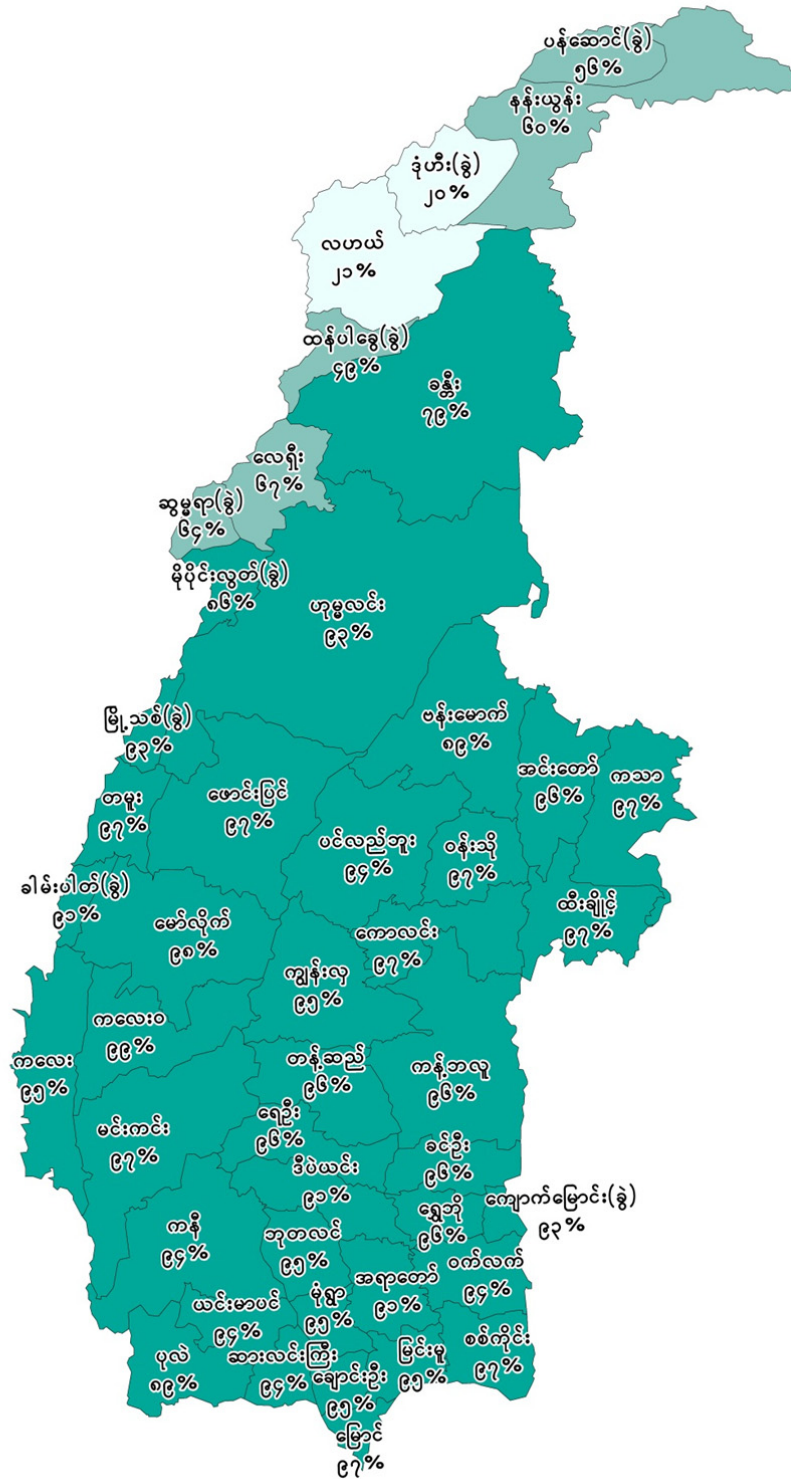 ပန်ဆောင်(ခွဲ)
၅၆%
နန်းယွန်း
၆၀%
ဒုံဟီး(ခွဲ)
၂၀%
လဟယ်
၂၁%
ထန်ပါခွေ(ခွဲ)
၄၉%
ခန္တီး
၇၉%
လေရှီး
၆၇%
ဆွမ္မရာ(ခွဲ)
၆၄%
မိုပိုင်းလွတ်(ခွဲ)
၈၆%
ဟုမ္မလင်း
၉၃%
မြို့သစ်(ခွဲ)
၉၃%
ဗန်းမောက်
၈၉%
အင်းတော်
၉၆%
ကသာ
၉၇%
တမူး
၉၇%
ဖောင်းပြင်
၉၇%
ပင်လည်ဘူး
၉၄%
ဝန်းသို
၉၇%
ခါမ်းပါတ်(ခွဲ)
၉၁%
မော်လိုက်
၉၈%
ကောလင်း
၉၇%
ထီးချိုင့်
၉၇%
ကျွန်းလှ
၉၅%
ကလေးဝ
၉၉%
ကလေး
၉၅%
တန့်ဆည်
၉၆%
ကန့်ဘလူ
၉၆%
မင်းကင်း
၉၇%
ရေဦး
၉၆%
ခင်ဦး
၉၆%
ဒီပဲယင်း
၉၁%
ရွှေဘို
၉၆%
ကျောက်မြောင်း(ခွဲ)
၉၃%
ကနီ
၉၄%
ဘုတလင်
၉၅%
အရာတော်
၉၁%
ဝက်လက်
၉၄%
ယင်းမာပင်
၉၄%
မုံရွာ
၉၅%
ပုလဲ
၈၉%
ဆားလင်းကြီး
၉၄%
ချောင်းဦး
၉၅%
မြင်းမူ
၉၅%
စစ်ကိုင်း
၉၇%
မြောင်
၉၇%